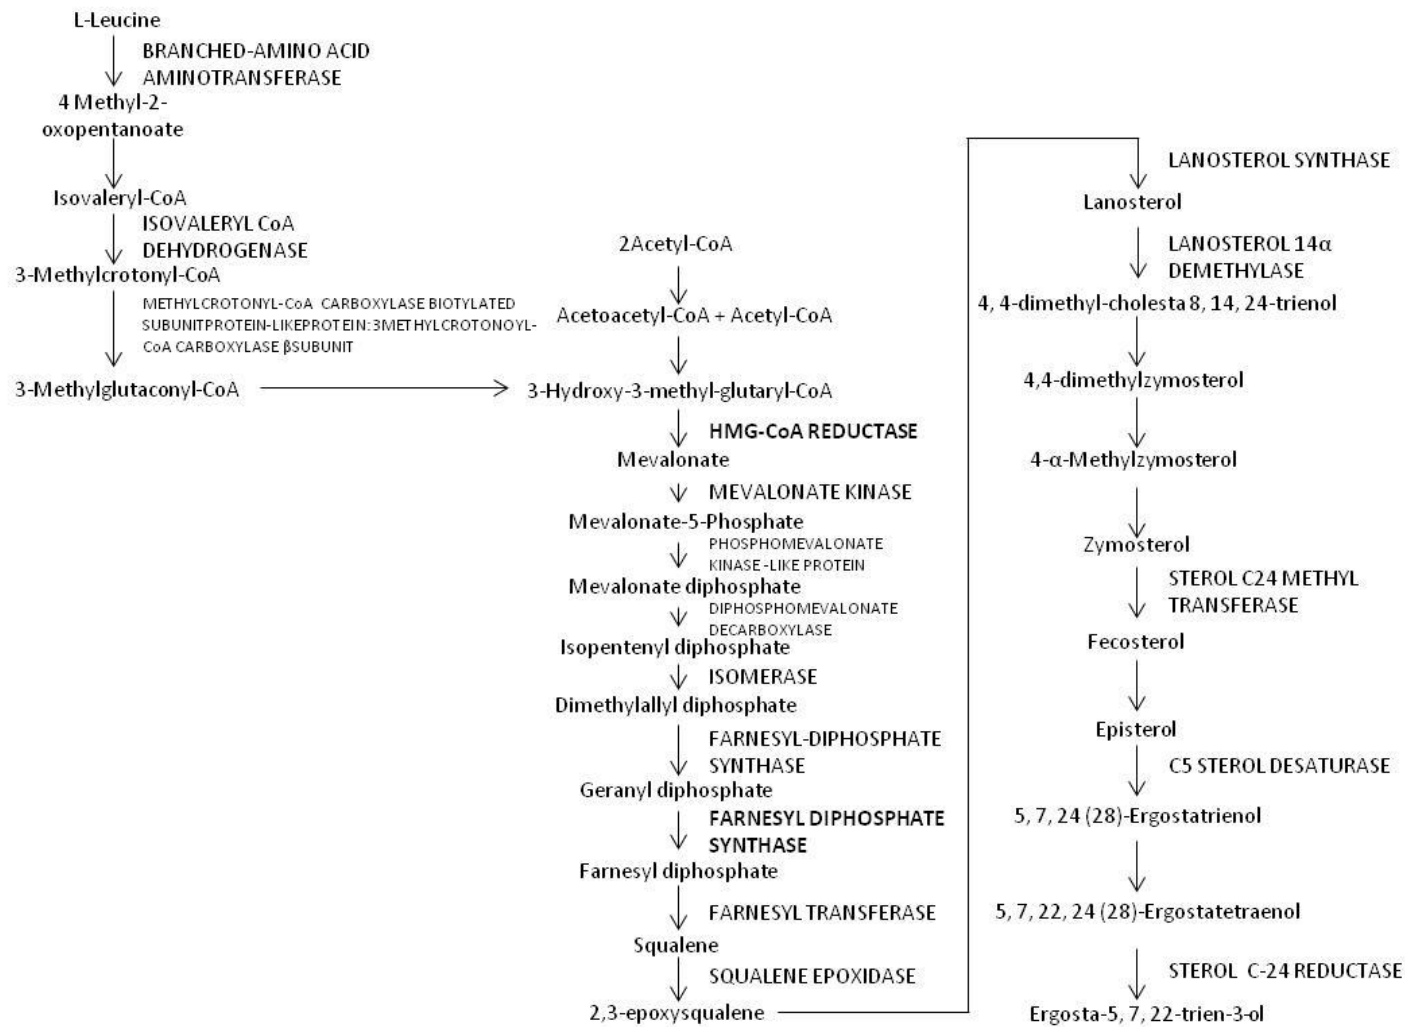 L-Leucine
BRANCHED-AMINO ACID
AMINOTRANSFERASE
4 Methyl-2-
oxopentanoate
Isovaleryl-CoA
ISOVALERYL CoA
DEHYDROGENASE
3-Methylcrotonyl-CoA
METHYLCROTONYL-CoA CARBOXYLASE BIOTYLATED
SUBUNITPROTEIN-LIKEPROTEIN: 3METHYLCROTONOYL-
CoA CARBOXYLASE βSUBUNIT
3-Methylglutaconyl-CoA
2Acetyl-CoA
Acetoacetyl-CoA + Acetyl-CoA
3-Hydroxy-3-methyl-glutaryl-CoA
HMG-CoA REDUCTASE
Mevalonate
MEVALONATE KINASE
Mevalonate-5-Phosphate
PHOSPHOMEVALONATE
KINASE -LIKE PROTEIN
Mevalonate diphosphate
DIPHOSPHOMEVALONATE
DECARBOXYLASE
Isopentenyl diphosphate
ISOMERASE
Dimethylallyl diphosphate
FARNESYL-DIPHOSPHATE
SYNTHASE
Geranyl diphosphate
FARNESYL DIPHOSPHATE
SYNTHASE
Farnesyl diphosphate
FARNESYL TRANSFERASE
Squalene
SQUALENE EPOXIDASE
2,3-epoxysqualene
LANOSTEROL SYNTHASE
Lanosterol
LANOSTEROL 14α
DEMETHYLASE
4, 4-dimethyl-cholesta 8, 14, 24-trienol
4,4-dimethylzymosterol
4-α-Methylzymosterol
Zymosterol
STEROL C24 METHYL
TRANSFERASE
Fecosterol
Episterol
C5 STEROL DESATURASE
5, 7, 24 (28)-Ergostatrienol
5, 7, 22, 24 (28)-Ergostatetraenol
STEROL C-24 REDUCTASE
Ergosta-5, 7, 22-trien-3-ol